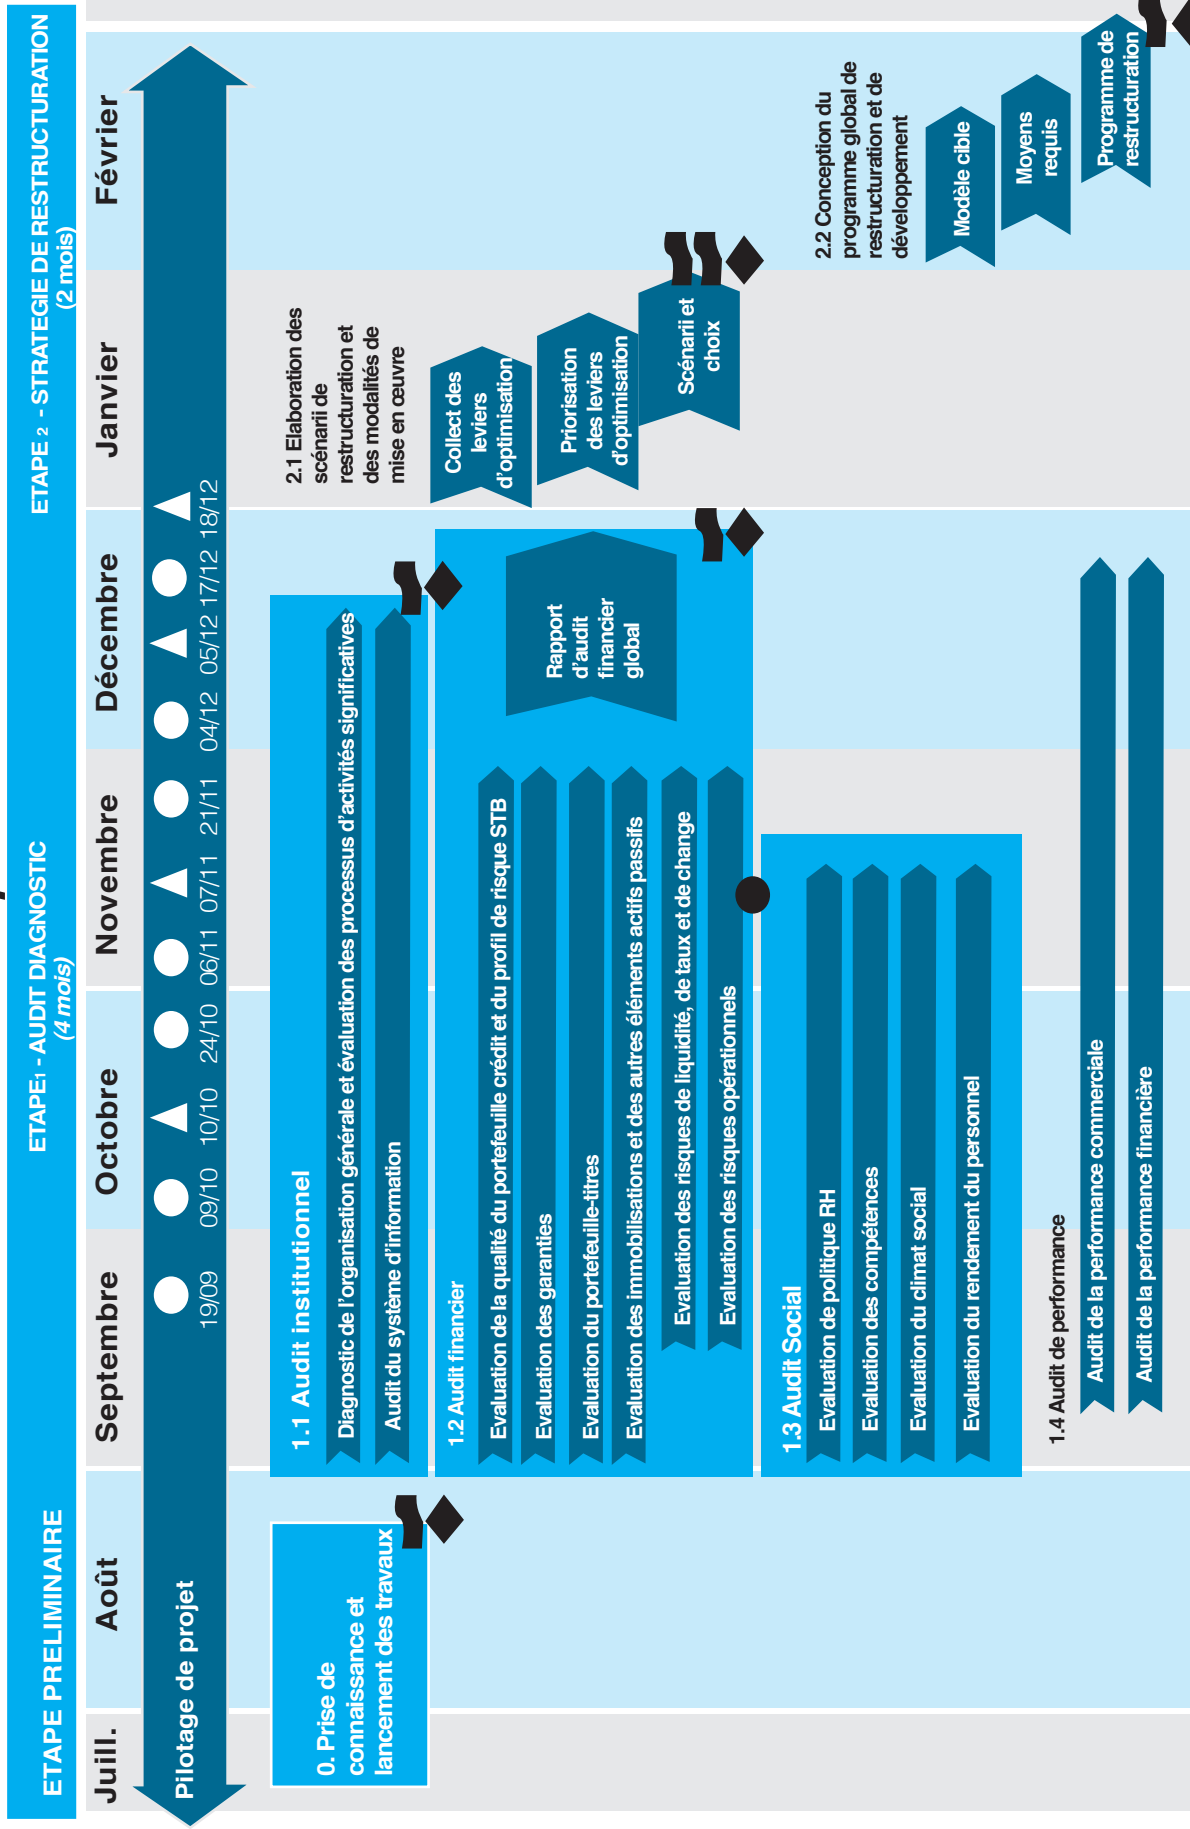 ETAPE PRELIMINAIRE
ETAPE1 - AUDIT DIAGNOSTIC
(4 mois)
ETAPE 2 - STRATEGIE DE RESTRUCTURATION
(2 mois)
Juill.
Août
Septembre
Octobre
Novembre
Décembre
Janvier
Février
Pilotage de projet
19/09
09/10
10/10
24/10
06/11
07/11
21/11
04/12
05/12
17/12
18/12
0. Prise de
connaissance et
lancement des travaux
1.1 Audit institutionnel
Diagnostic de l'organisation générale et évaluation des processus d'activités significatives
Audit du système d'information
1.2 Audit financier
Evaluation de la qualité du portefeuille crédit et du profil de risque STB
Evaluation des garanties
Evaluation du portefeuille-titres
Evaluation des immobilisations et des autres éléments actifs passifs
Evaluation des risques de liquidité, de taux et de change
Evaluation des risques opérationnels
Rapport
d'audit
financier
global
1.3 Audit Social
Evaluation de politique RH
Evaluation des compétences
Evaluation du climat social
Evaluation du rendement du personnel
1.4 Audit de performance
Audit de la performance commerciale
Audit de la performance financière
2.1 Elaboration des
scénarii de
restructuration et
des modalités de
mise en œuvre
Collect des
leviers
d'optimisation
Priorisation
des leviers
d'optimisation
Scénarii et
choix
2.2 Conception du
programme global de
restructuration et de
développement
Modèle cible
Moyens
requis
Programme de
restructuration